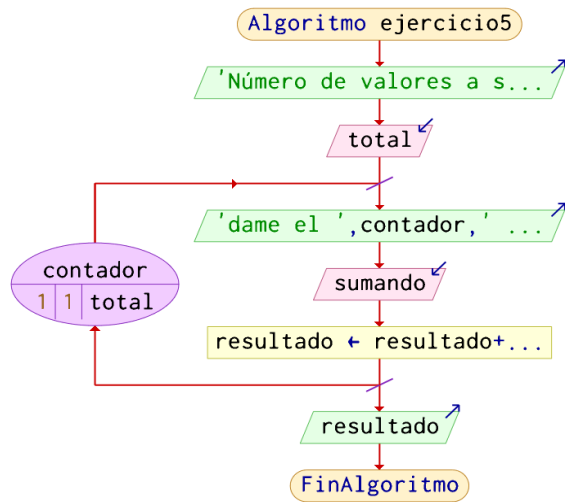 Algoritmo ejercicio5
'Número de valores a s...
total
'dame el ',contador,' ...
contador
1 1 total
sumando
resultado ← resultado+...
resultado
FinAlgoritmo